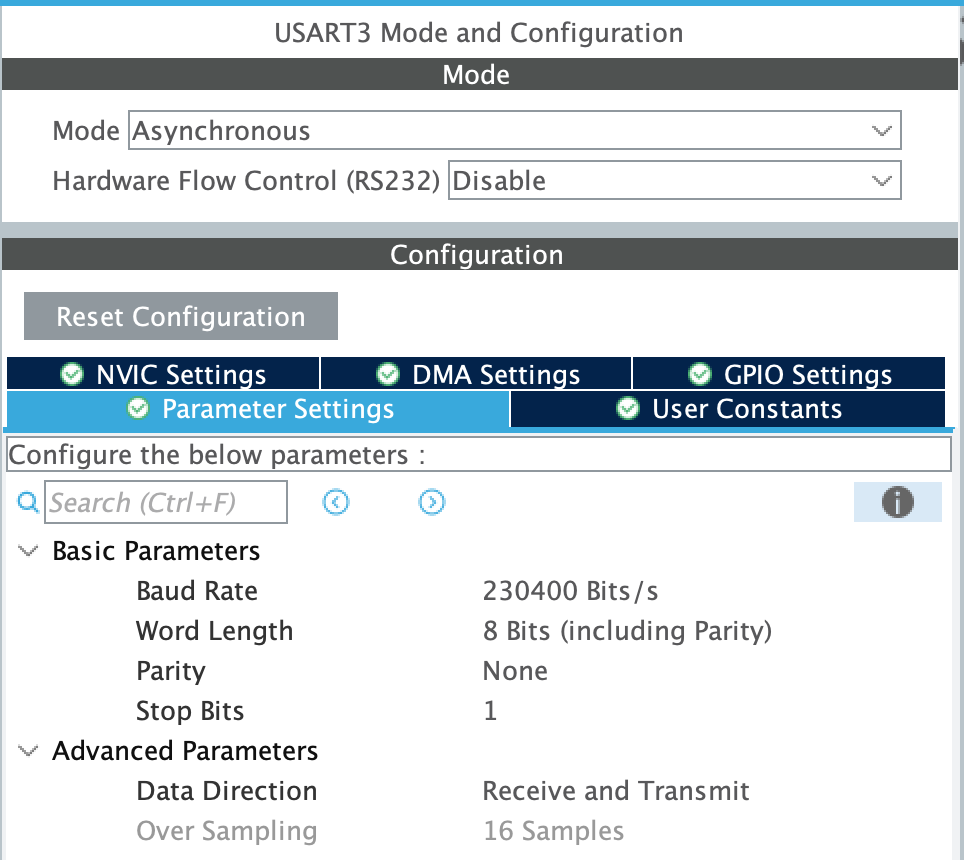 USART3 Mode and Configuration
Mode
Mode Asynchronous
Hardware Flow Control (RS232) Disable
Configuration
Reset Configuration
NVIC Settings DMA Settings GPIO Settings
Parameter Settings User Constants
Configure the below parameters :
Search (Ctrl+F)
Basic Parameters
Baud Rate 230400 Bits/s
Word Length 8 Bits (including Parity)
Parity None
Stop Bits 1
Advanced Parameters
Data Direction Receive and Transmit
Over Sampling 16 Samples